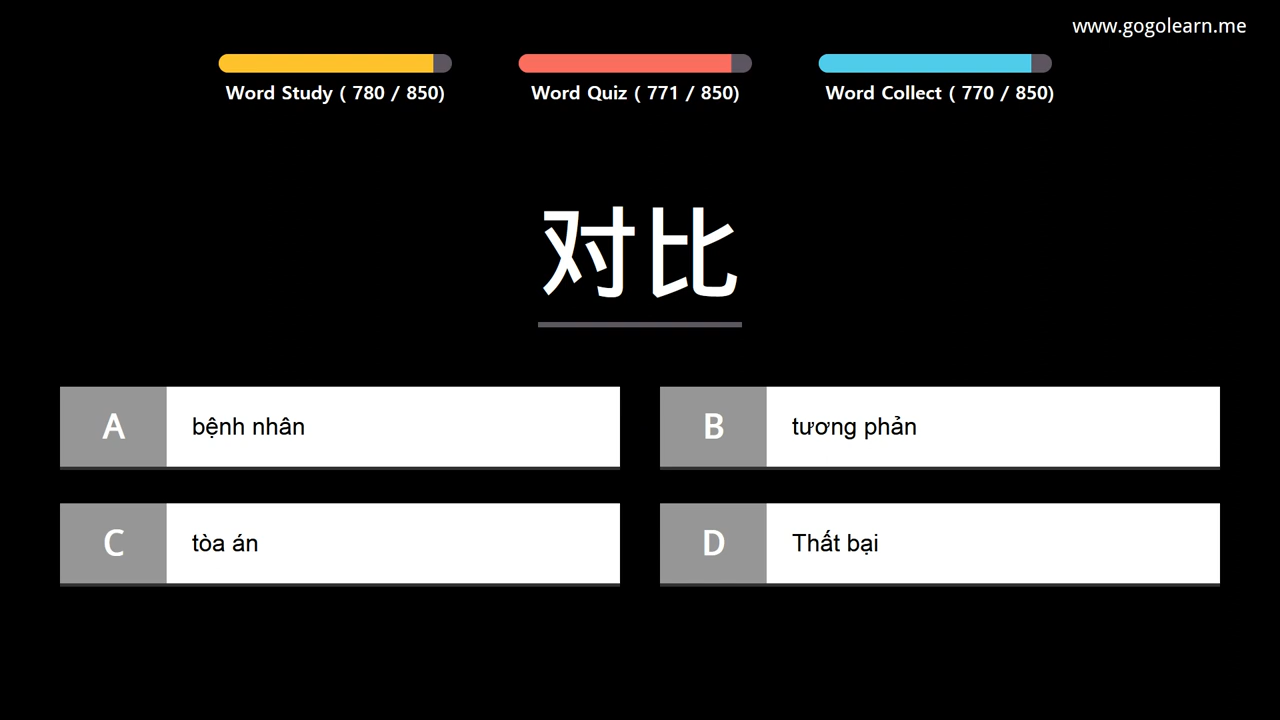 www.gogolearn.me
Word Study ( 780 / 850)
Word Quiz ( 771 / 850)
Word Collect ( 770 / 850)
对比
A bệnh nhân
B tương phản
C tòa án
D Thất bại